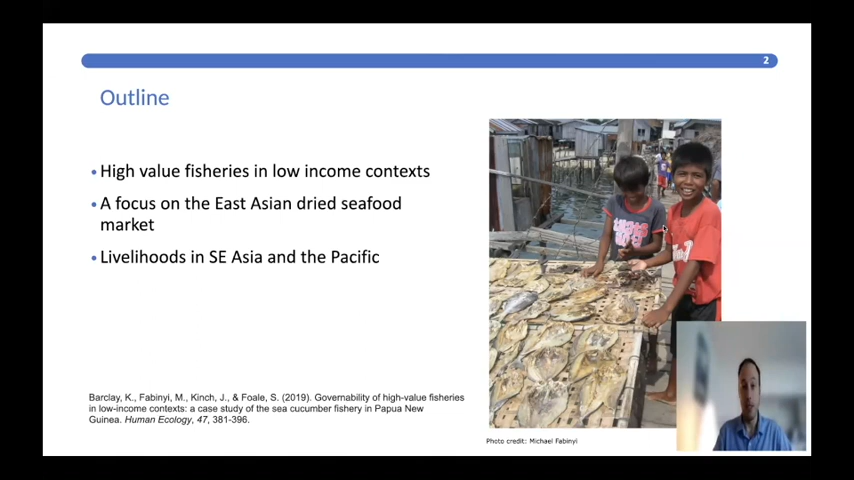 2
Outline
• High value fisheries in low income contexts
• A focus on the East Asian dried seafood
market
• Livelihoods in SE Asia and the Pacific
Barclay, K., Fabinyi, M., Kinch, J., & Foale, S. (2019). Governability of high-value fisheries
in low-income contexts: a case study of the sea cucumber fishery in Papua New
Guinea. Human Ecology, 47, 381-396.
Photo credit: Michael Fabinyi